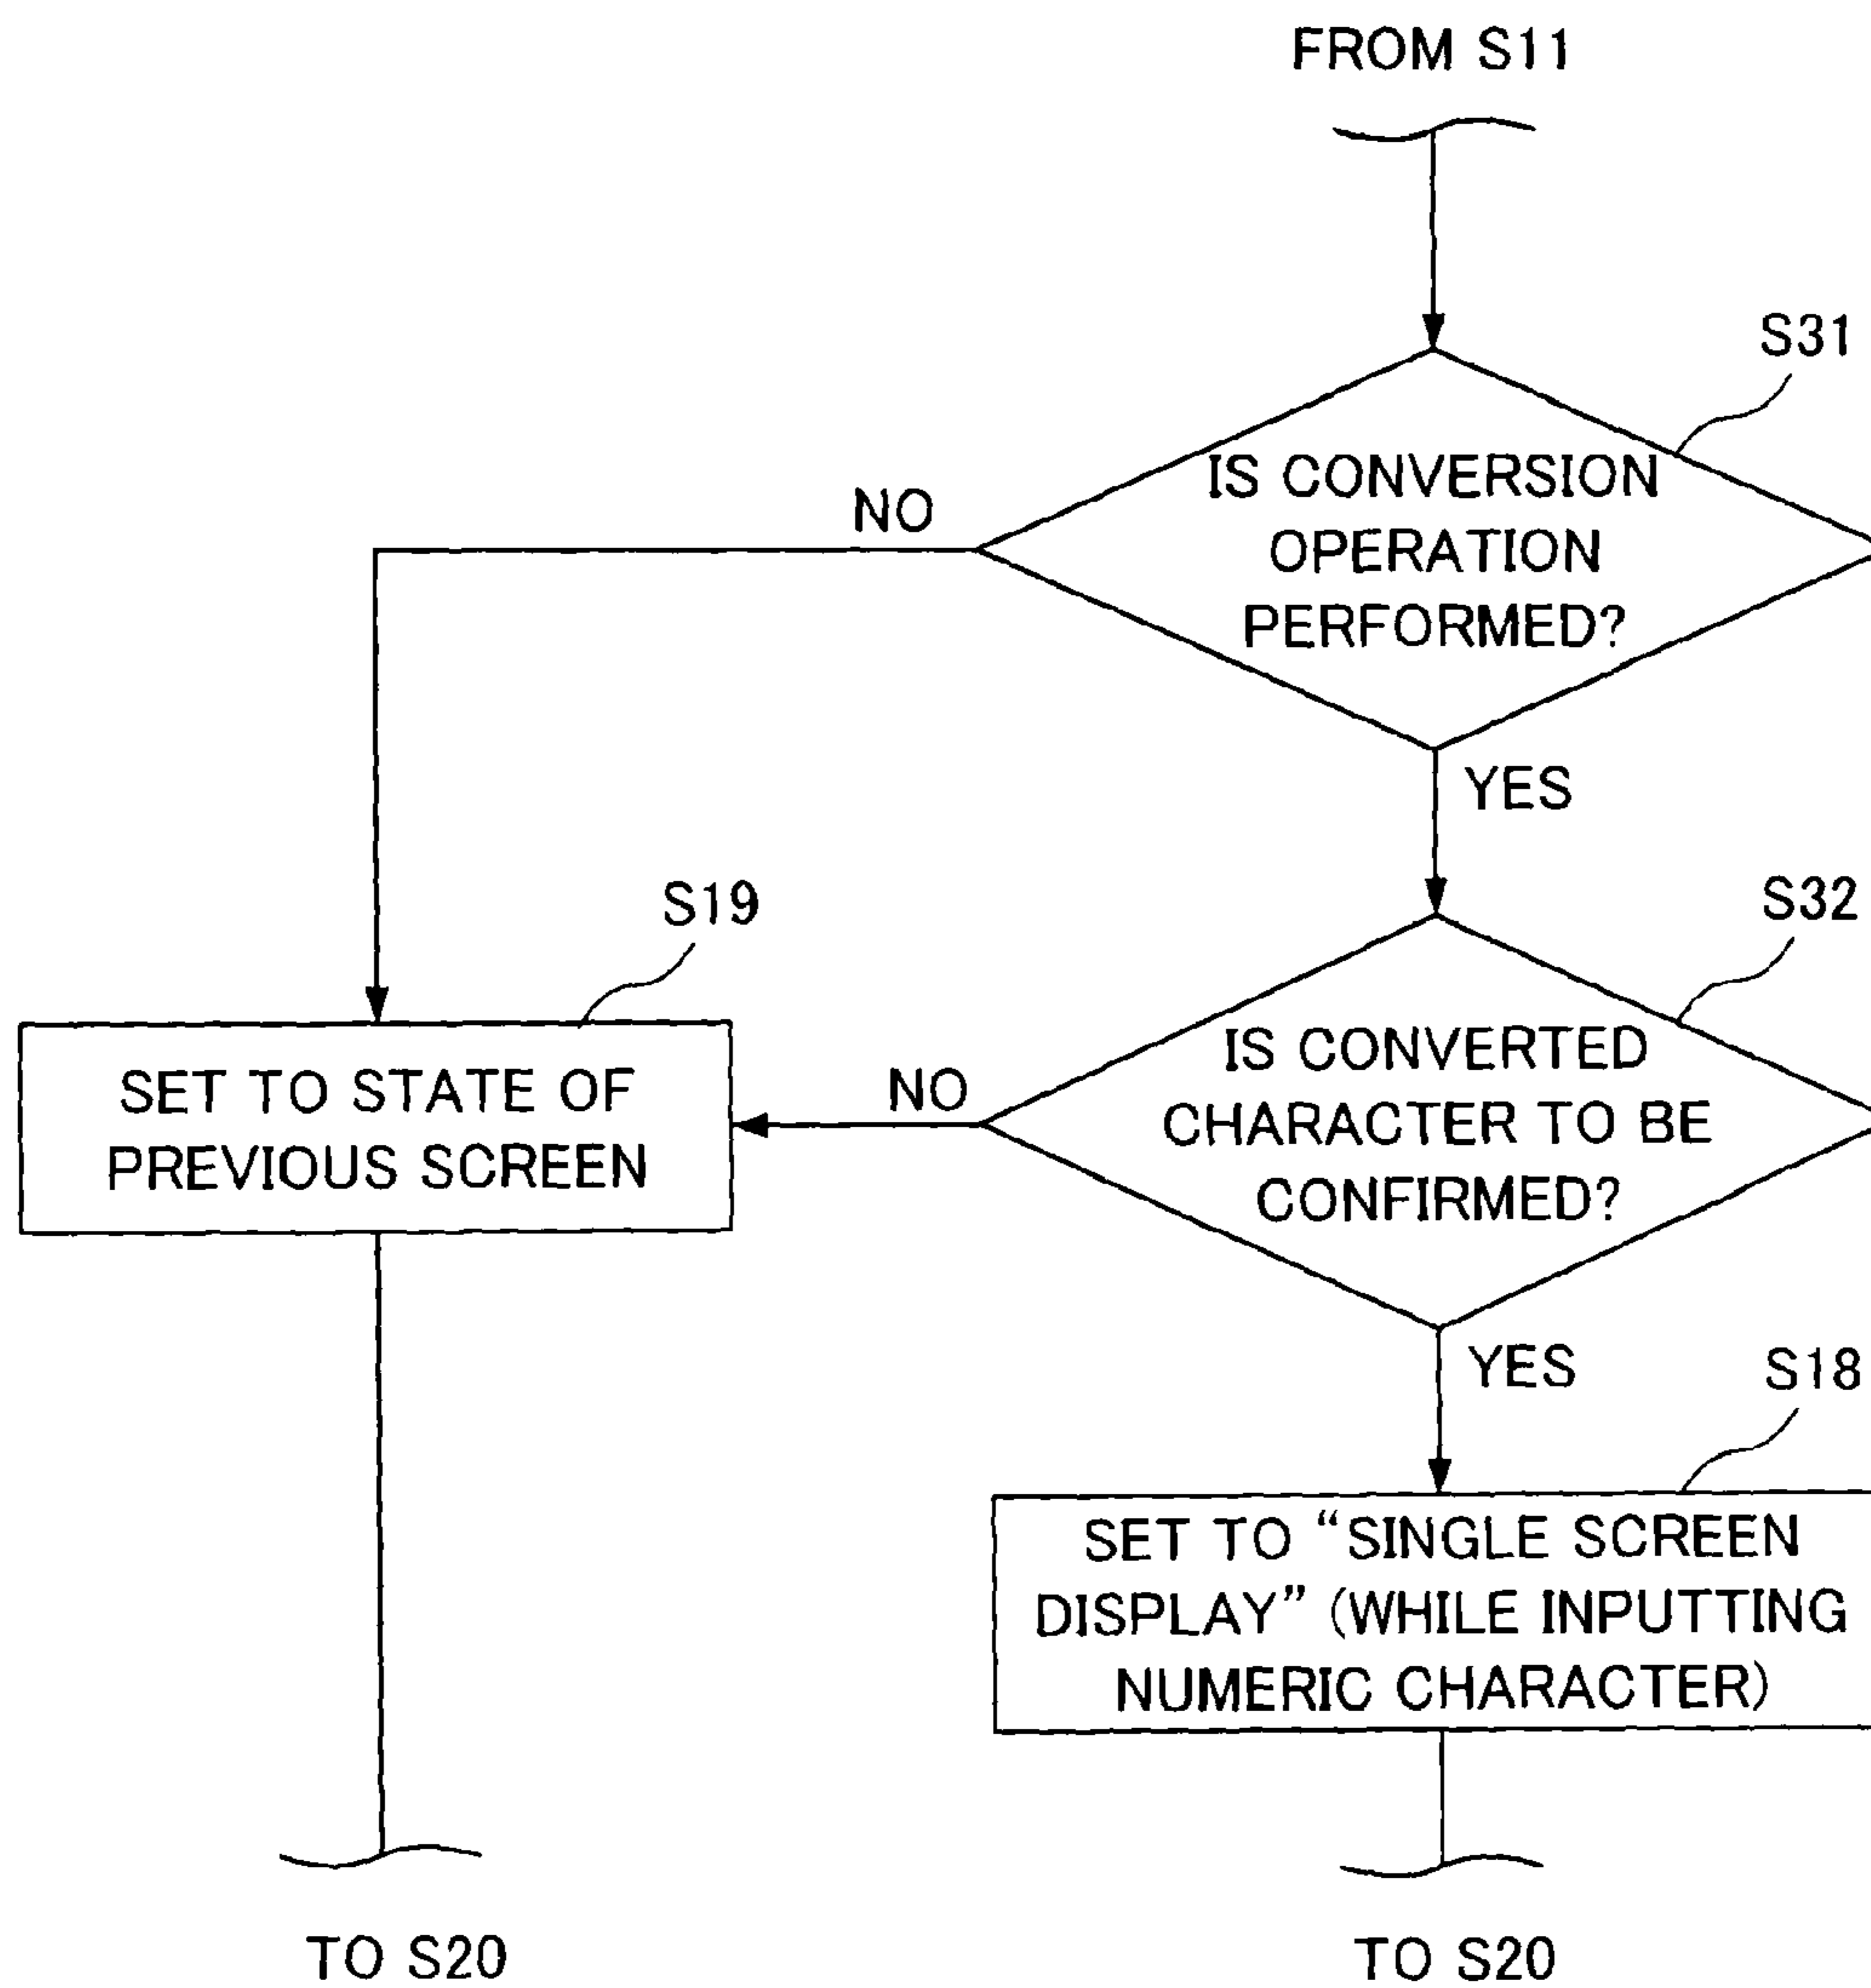 FROM S11
S31
IS CONVERSION
OPERATION
PERFORMED?
NO
YES
S19
S32
SET TO STATE OF
PREVIOUS SCREEN
NO
IS CONVERTED
CHARACTER TO BE
CONFIRMED?
YES
S18
SET TO “SINGLE SCREEN
DISPLAY” (WHILE INPUTTING
NUMERIC CHARACTER)
TO S20
TO S20